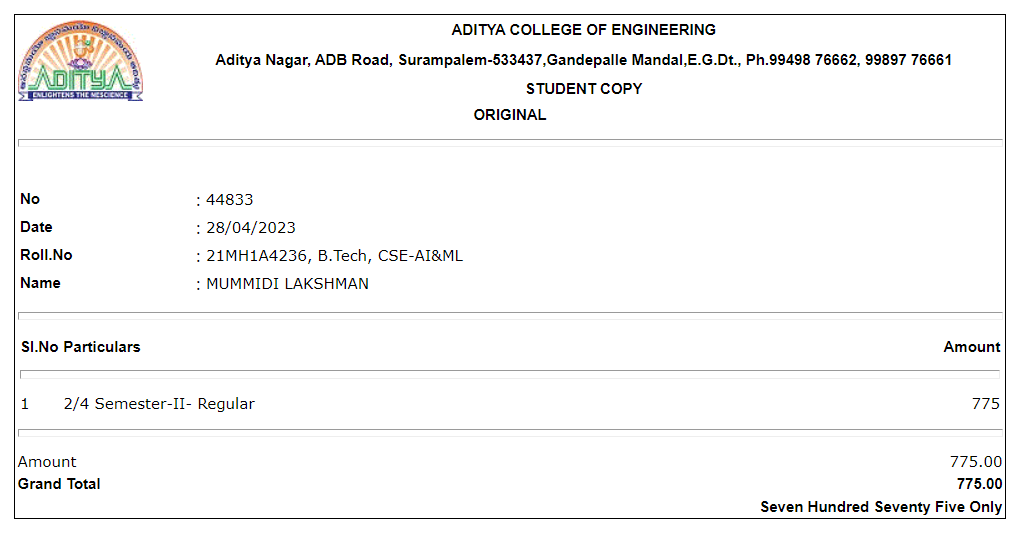 ADITYA COLLEGE OF ENGINEERING
Aditya Nagar, ADB Road, Surampalem-533437,Gandepalle Mandal,E.G.Dt., Ph.99498 76662, 99897 76661
STUDENT COPY
ORIGINAL
ADITYA
ENLIGHTENS THE NESCIENCE
No : 44833
Date : 28/04/2023
Roll.No : 21MH1A4236, B.Tech, CSE-AI&ML
Name : MUMMIDI LAKSHMAN
Sl.No Particulars Amount
1 2/4 Semester-II- Regular 775
Amount 775.00
Grand Total 775.00
Seven Hundred Seventy Five Only